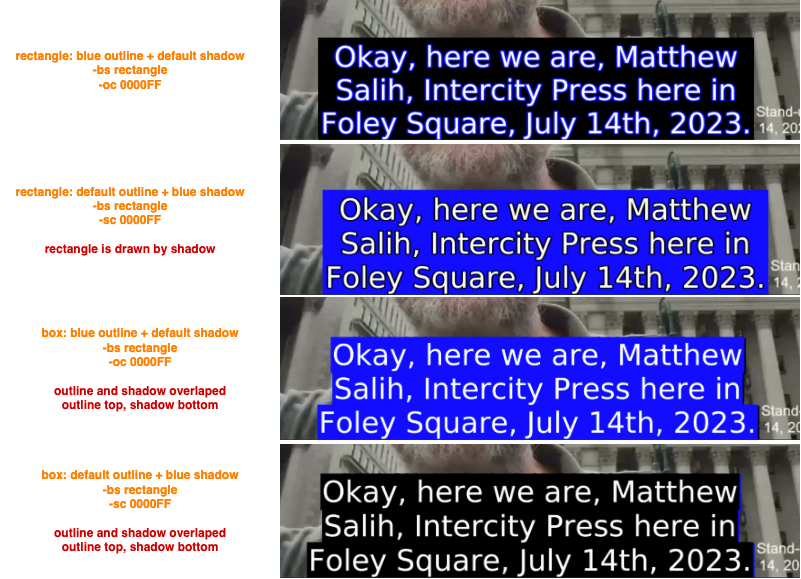 rectangle: blue outline + default shadow
-bs rectangle
-oc 0000FF
Okay, here we are, Matthew
Salih, Intercity Press here in
Foley Square, July 14th, 2023.
14, 202
rectangle: default outline + blue shadow
-bs rectangle
-sc 0000FF
rectangle is drawn by shadow
Okay, here we are, Matthew
Salih, Intercity Press here in
Foley Square, July 14th, 2023.
box: blue outline + default shadow
-bs rectangle
-oc 0000FF
outline and shadow overlaped
outline top, shadow bottom
Okay, here we are, Matthew
Salih, Intercity Press here in
Foley Square, July 14th, 2023.
Stand-
14, 20
box: default outline + blue shadow
-bs rectangle
-sc 0000FF
outline and shadow overlaped
outline top, shadow bottom
Okay, here we are, Matthew
Salih, Intercity Press here in
Foley Square, July 14th, 2023.
Stand-
14, 20